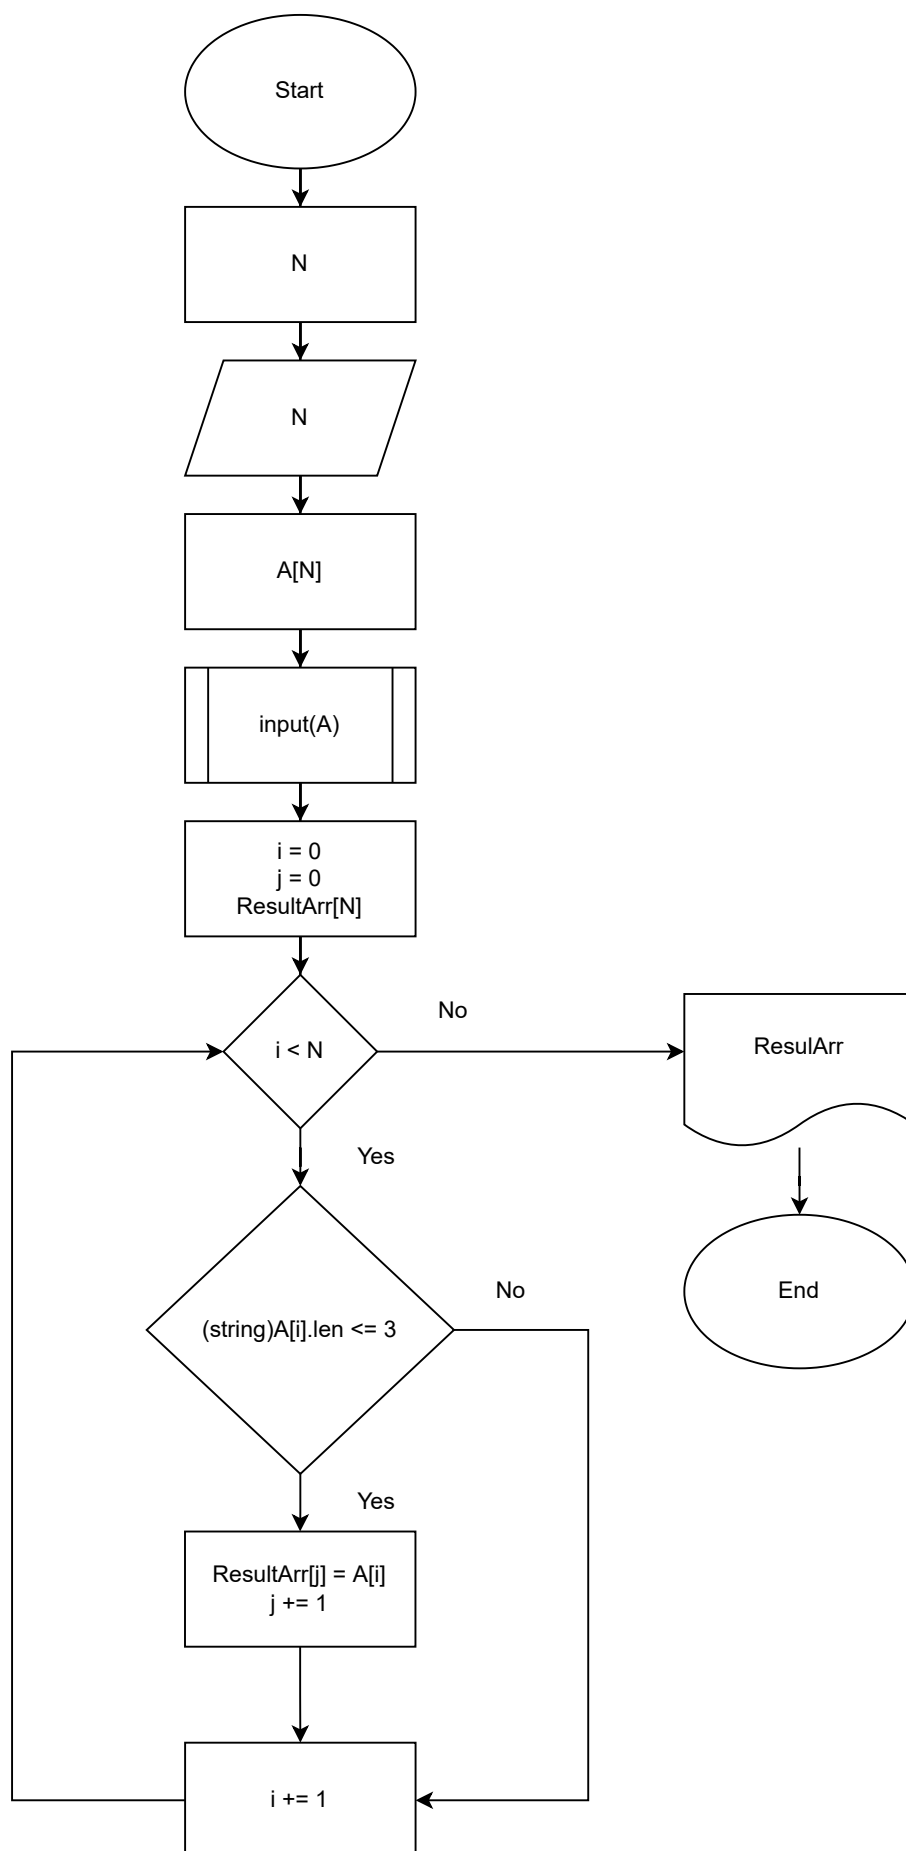 Start
N
N
A[N]
input(A)
i = 0
j = 0
ResultArr[N]
i < N
No
ResulArr
Yes
End
(string)A[i].len <= 3
No
Yes
ResultArr[j] = A[i]
j += 1
i += 1